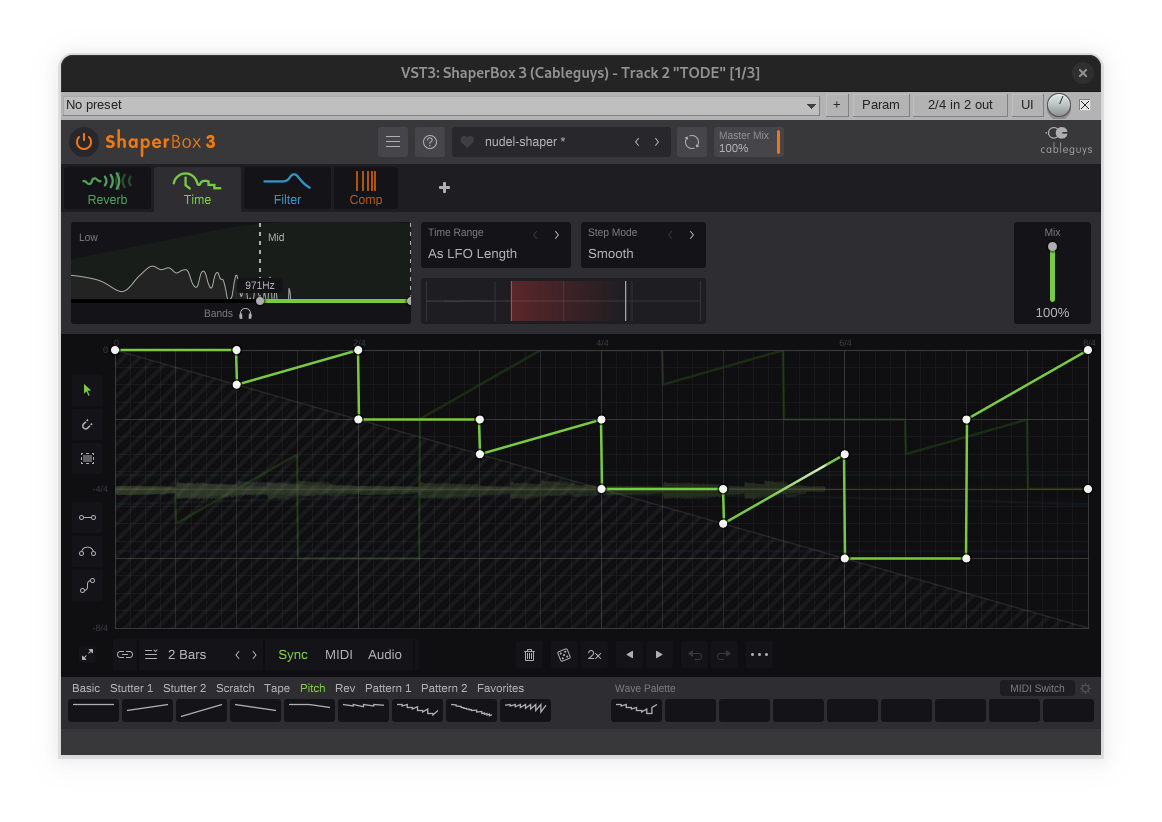 VST3: ShaperBox 3 (Cableguys) - Track 2 "TODE" [1/3]
No preset + Param 2/4 in 2 out UI
ShaperBox 3 nudel-shaper * Master Mix 100% cableguys
Reverb Time Filter Comp +
Low Mid 971Hz Bands
Time Range As LFO Length
Step Mode Smooth
Mix 100%
0 2/4 4/4 6/4 8/4
0
-4/4
-8/4
2 Bars Sync MIDI Audio 2x
Basic Stutter 1 Stutter 2 Scratch Tape Pitch Rev Pattern 1 Pattern 2 Favorites Wave Palette MIDI Switch